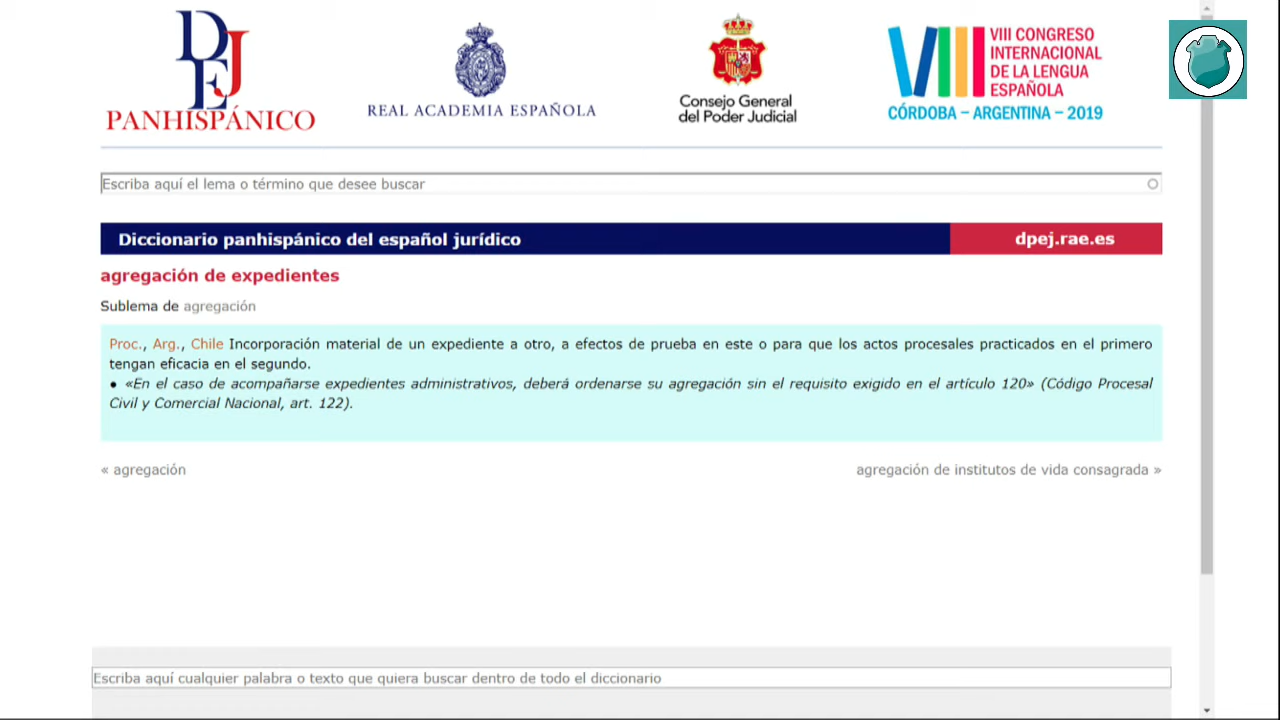 DEJ
PANHISPÁNICO
REAL ACADEMIA ESPAÑOLA
Consejo General
del Poder Judicial
VIII
VIII CONGRESO
INTERNACIONAL
DE LA LENGUA
ESPAÑOLA
CÓRDOBA – ARGENTINA – 2019
Escriba aquí el lema o término que desee buscar
Diccionario panhispánico del español jurídico
dpej.rae.es
agregación de expedientes
Sublema de agregación
Proc., Arg., Chile Incorporación material de un expediente a otro, a efectos de prueba en este o para que los actos procesales practicados en el primero
tengan eficacia en el segundo.
● «En el caso de acompañarse expedientes administrativos, deberá ordenarse su agregación sin el requisito exigido en el artículo 120» (Código Procesal
Civil y Comercial Nacional, art. 122).
« agregación
agregación de institutos de vida consagrada »
Escriba aquí cualquier palabra o texto que quiera buscar dentro de todo el diccionario